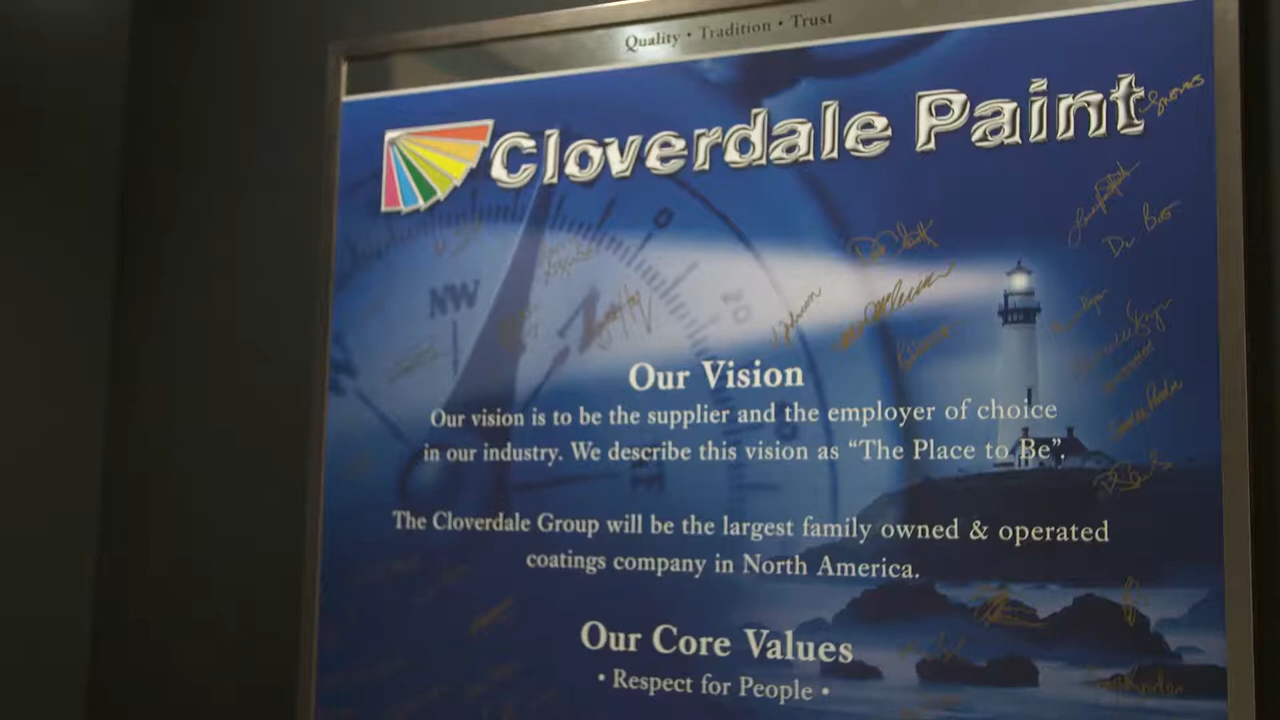 Quality • Tradition • Trust
Cloverdale Paint
NW
20
Our Vision
Our vision is to be the supplier and the employer of choice
in our industry. We describe this vision as “The Place to Be”.
The Cloverdale Group will be the largest family owned & operated
coatings company in North America.
Our Core Values
• Respect for People •